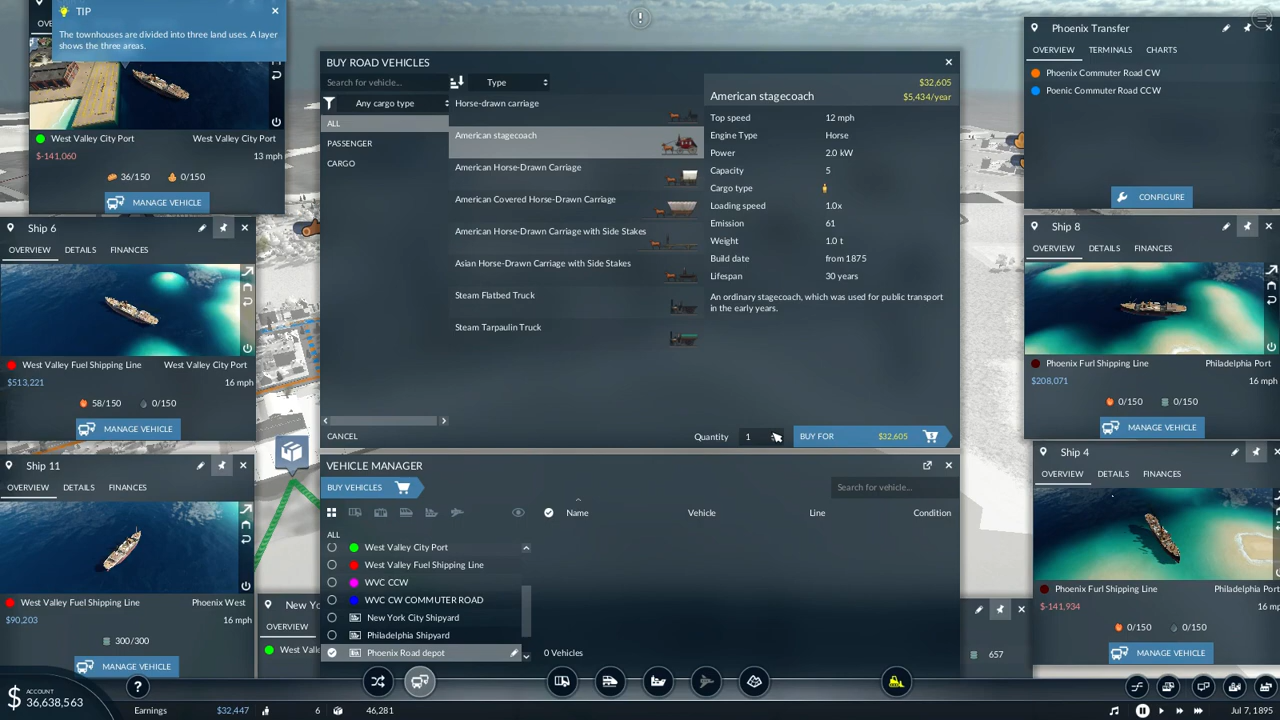 TIP
The townhouses are divided into three land uses. A layer
shows the three areas.
West Valley City Port
West Valley City Port
$-141,060
13 mph
36/150
0/150
MANAGE VEHICLE
Ship 6
OVERVIEW
DETAILS
FINANCES
West Valley Fuel Shipping Line
West Valley City Port
$513,221
16 mph
58/150
0/150
MANAGE VEHICLE
Ship 11
OVERVIEW
DETAILS
FINANCES
West Valley Fuel Shipping Line
Phoenix West
$90,203
16 mph
300/300
MANAGE VEHICLE
BUY ROAD VEHICLES
Search for vehicle...
Type
Any cargo type
ALL
PASSENGER
CARGO
Horse-drawn carriage
American stagecoach
American Horse-Drawn Carriage
American Covered Horse-Drawn Carriage
American Horse-Drawn Carriage with Side Stakes
Asian Horse-Drawn Carriage with Side Stakes
Steam Flatbed Truck
Steam Tarpaulin Truck
$32,605
American stagecoach
$5,434/year
Top speed 12 mph
Engine Type Horse
Power 2.0 kW
Capacity 5
Cargo type
Loading speed 1.0x
Emission 61
Weight 1.0 t
Build date from 1875
Lifespan 30 years
An ordinary stagecoach, which was used for public transport
in the early years.
CANCEL
Quantity 1
BUY FOR $32,605
VEHICLE MANAGER
BUY VEHICLES
Search for vehicle...
Name Vehicle Line Condition
ALL
West Valley City Port
West Valley Fuel Shipping Line
WVC CCW
WVC CW COMMUTER ROAD
New York City Shipyard
Philadelphia Shipyard
Phoenix Road depot
0 Vehicles
New Yo
OVERVIEW
West Valle
657
Phoenix Transfer
OVERVIEW
TERMINALS
CHARTS
Phoenix Commuter Road CW
Poenic Commuter Road CCW
CONFIGURE
Ship 8
OVERVIEW
DETAILS
FINANCES
Phoenix Furl Shipping Line
Philadelphia Port
$208,071
16 mph
0/150
0/150
MANAGE VEHICLE
Ship 4
OVERVIEW
DETAILS
FINANCES
Phoenix Furl Shipping Line
Philadelphia Port
$-141,934
16 mp
0/150
0/150
MANAGE VEHICLE
$ ACCOUNT
36,638,563
?
Earnings $32,447
6
46,281
Jul 7, 1895